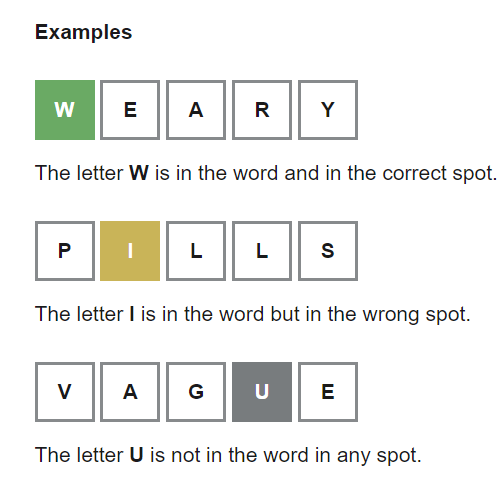 Examples
W E A R Y
The letter W is in the word and in the correct spot.
P I L L S
The letter I is in the word but in the wrong spot.
V A G U E
The letter U is not in the word in any spot.